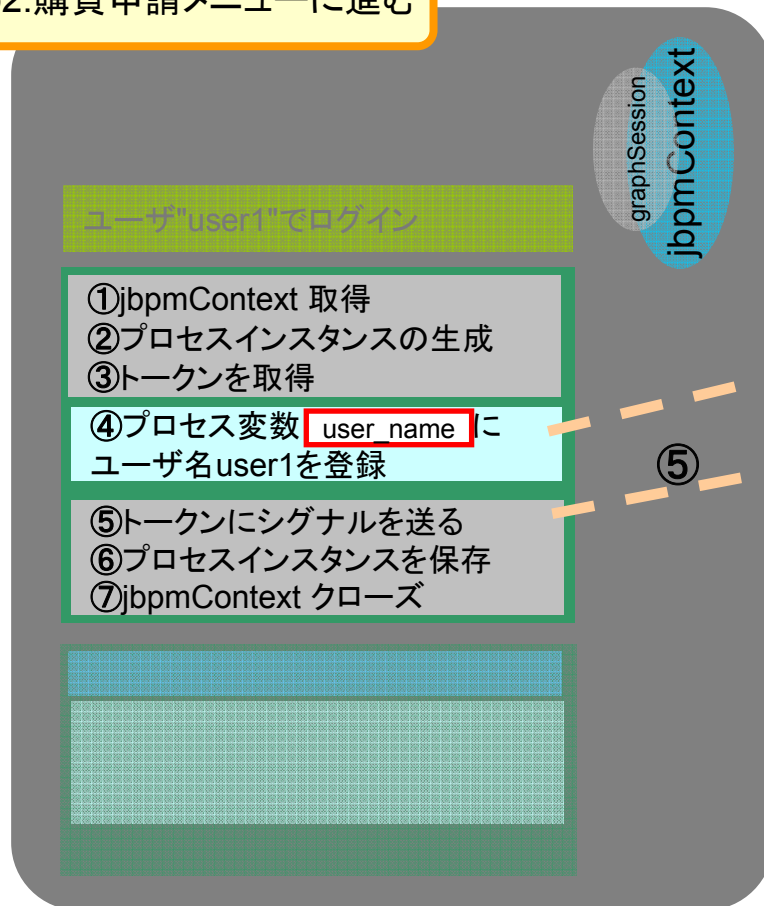 2.購買申請メニューに進む
graphSession
jbpmContext
ユーザ"user1"でログイン
①jbpmContext 取得
②プロセスインスタンスの生成
③トークンを取得
④プロセス変数 user_name に
ユーザ名user1を登録
⑤
⑤トークンにシグナルを送る
⑥プロセスインスタンスを保存
⑦jbpmContext クローズ